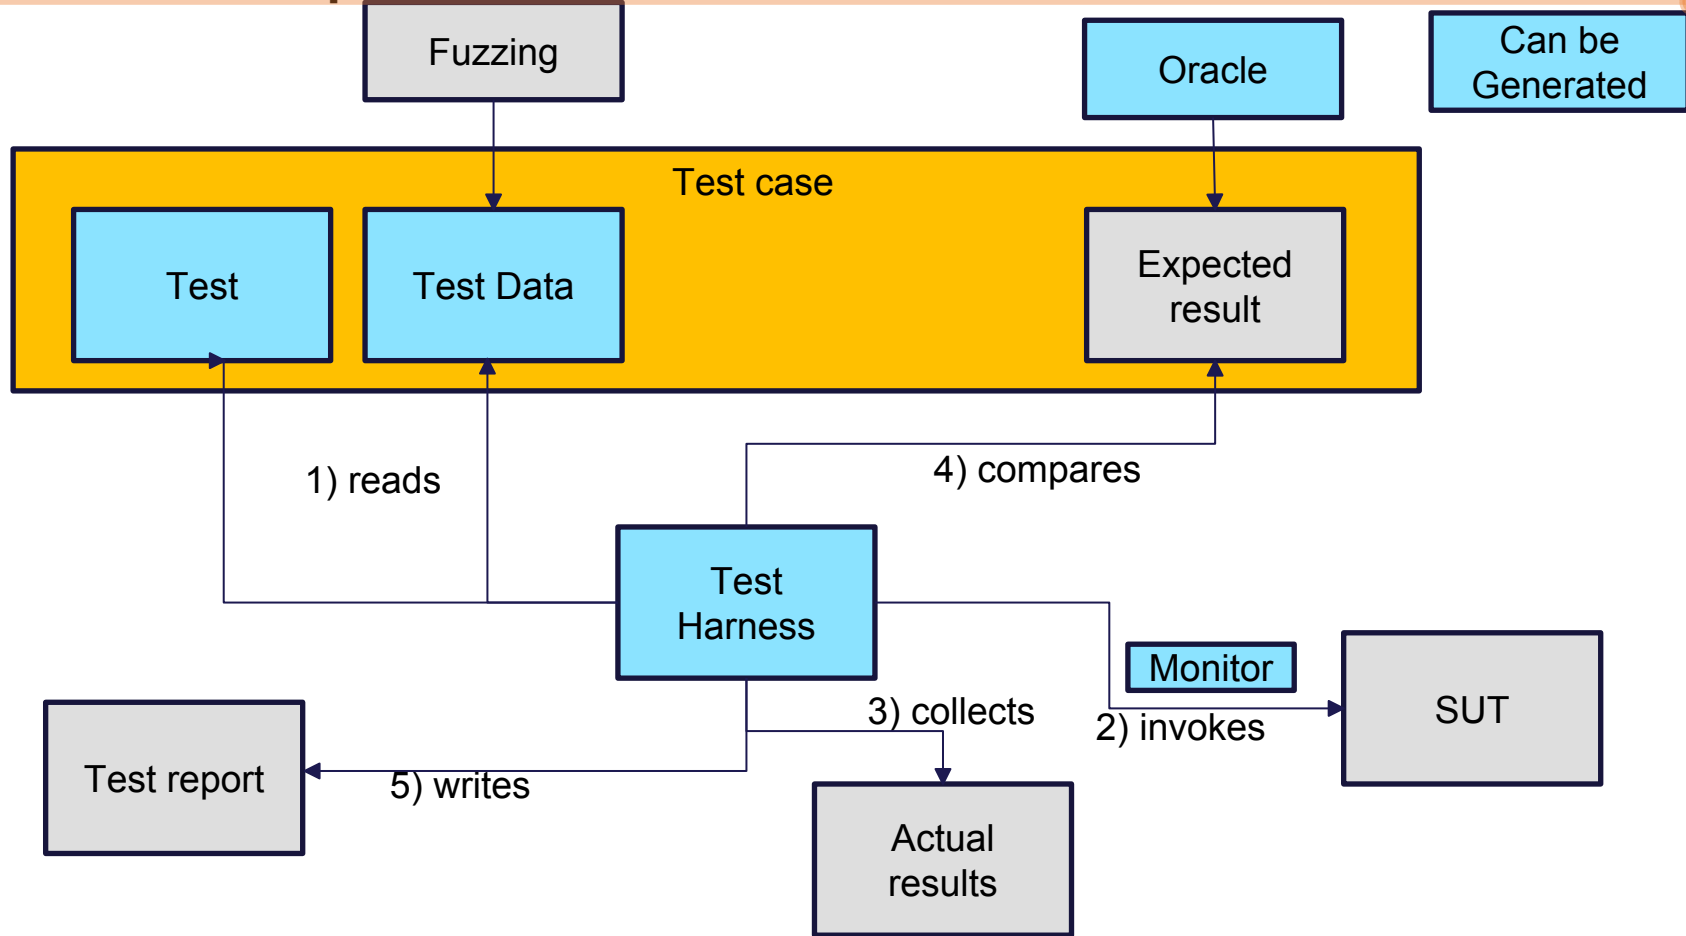 Fuzzing
Oracle
Can be
Generated
Test case
Test
Test Data
Expected
result
1) reads
4) compares
Test
Harness
Monitor
SUT
2) invokes
3) collects
Test report
5) writes
Actual
results